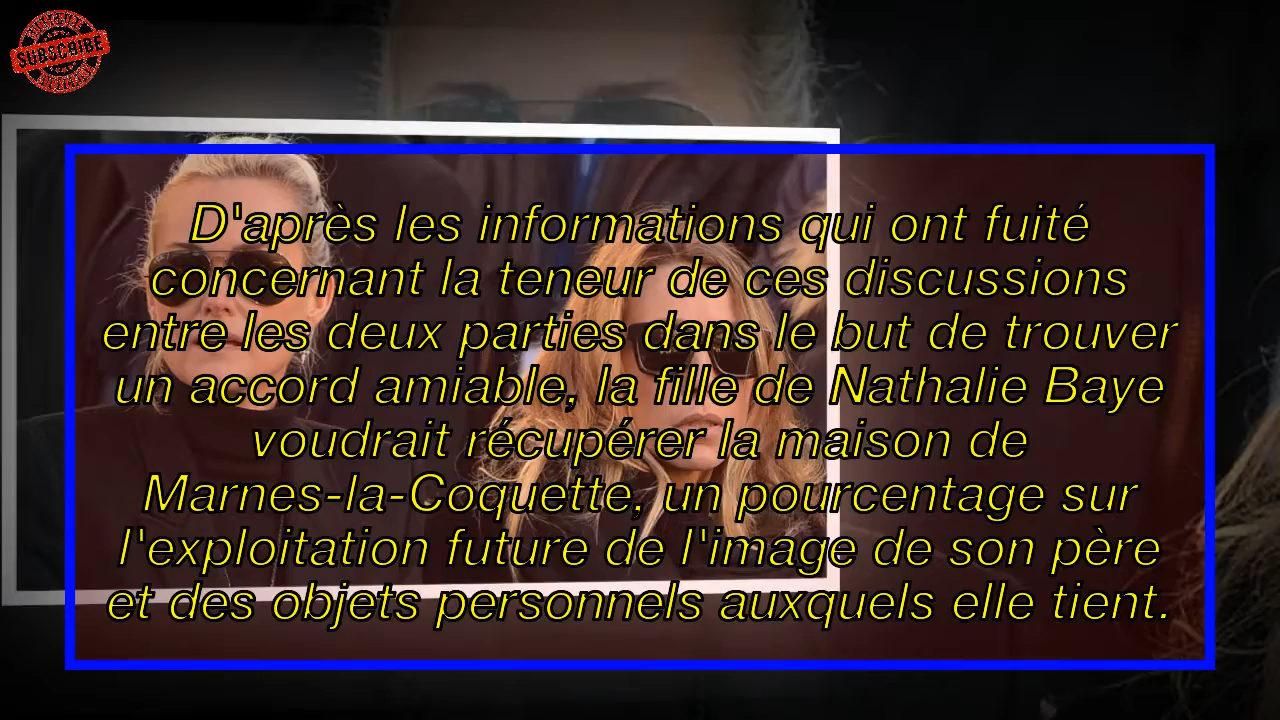 SUBSCRIBE
SUBSCRIBE
D'après les informations qui ont fuité
concernant la teneur de ces discussions
entre les deux parties dans le but de trouver
un accord amiable, la fille de Nathalie Baye
voudrait récupérer la maison de
Marnes-la-Coquette, un pourcentage sur
l'exploitation future de l'image de son père
et des objets personnels auxquels elle tient.